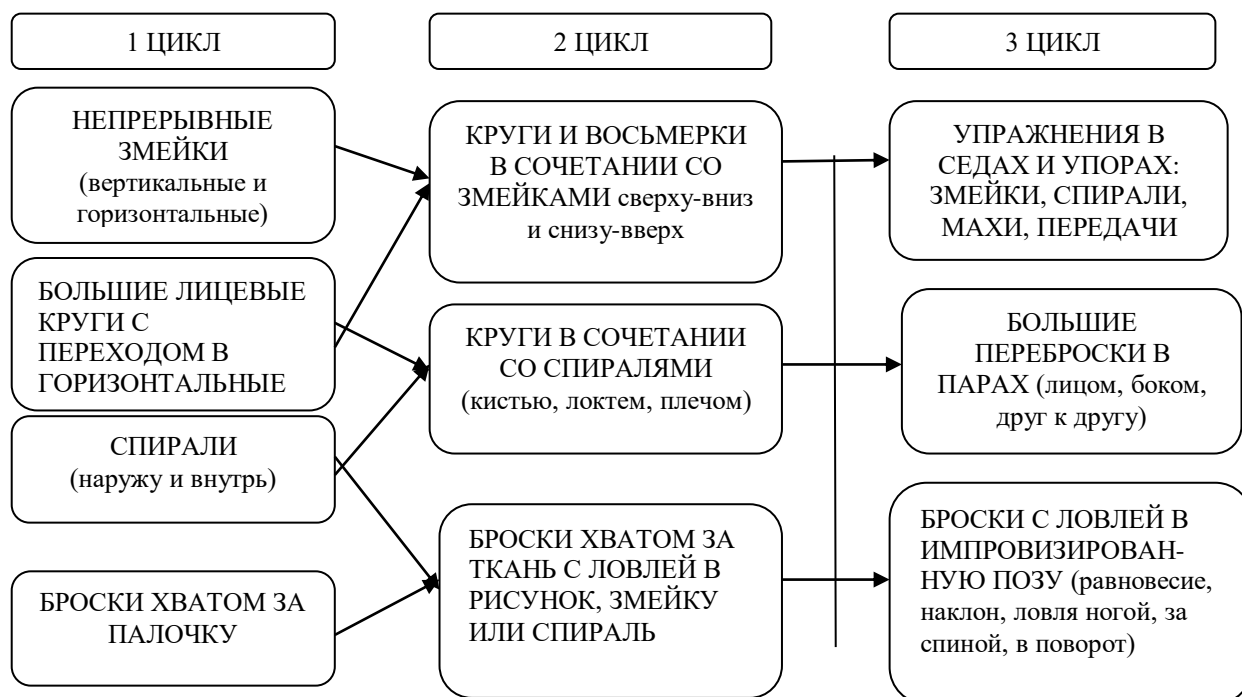 1 ЦИКЛ
НЕПРЕРЫВНЫЕ
ЗМЕЙКИ
(вертикальные и
горизонтальные)
БОЛЬШИЕ ЛИЦЕВЫЕ
КРУГИ С
ПЕРЕХОДОМ В
ГОРИЗОНТАЛЬНЫЕ
СПИРАЛИ
(наружу и внутрь)
БРОСКИ ХВАТОМ ЗА
ПАЛОЧКУ
2 ЦИКЛ
КРУГИ И ВОСЬМЕРКИ
В СОЧЕТАНИИ СО
ЗМЕЙКАМИ сверху-вниз
и снизу-вверх
КРУГИ В СОЧЕТАНИИ
СО СПИРАЛЯМИ
(кистью, локтем, плечом)
БРОСКИ ХВАТОМ ЗА
ТКАНЬ С ЛОВЛЕЙ В
РИСУНОК, ЗМЕЙКУ
ИЛИ СПИРАЛЬ
3 ЦИКЛ
УПРАЖНЕНИЯ В
СЕДАХ И УПОРАХ:
ЗМЕЙКИ, СПИРАЛИ,
МАХИ, ПЕРЕДАЧИ
БОЛЬШИЕ
ПЕРЕБРОСКИ В
ПАРАХ (лицом, боком,
друг к другу)
БРОСКИ С ЛОВЛЕЙ В
ИМПРОВИЗИРОВАН-
НУЮ ПОЗУ (равновесие,
наклон, ловля ногой, за
спиной, в поворот)